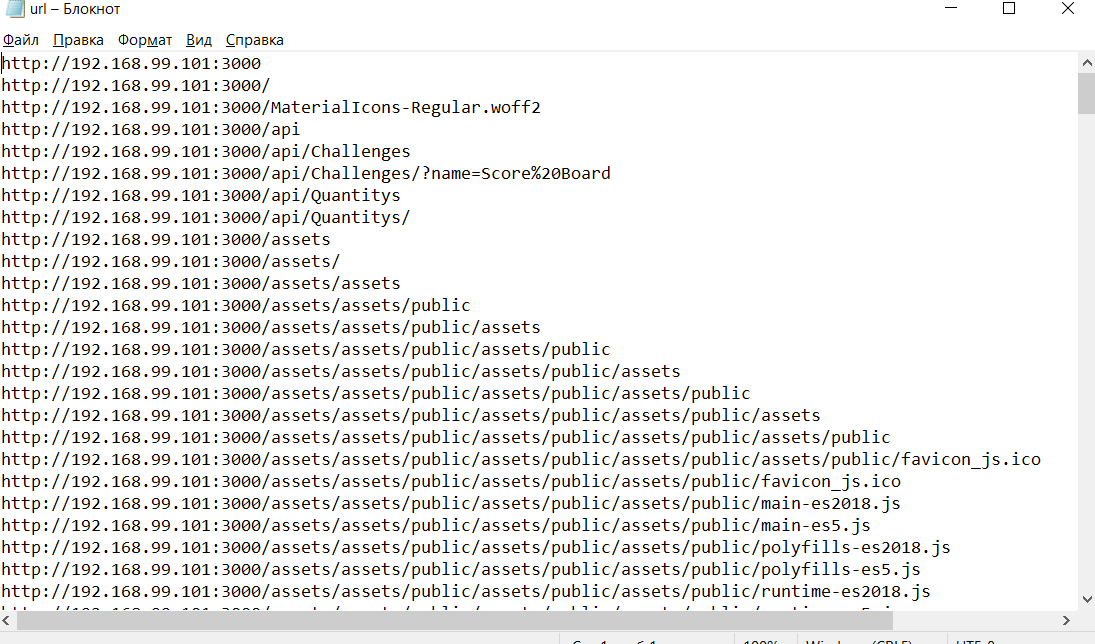 url – Блокнот
Файл Правка Формат Вид Справка
http://192.168.99.101:3000
http://192.168.99.101:3000/
http://192.168.99.101:3000/MaterialIcons-Regular.woff2
http://192.168.99.101:3000/api
http://192.168.99.101:3000/api/Challenges
http://192.168.99.101:3000/api/Challenges/?name=Score%20Board
http://192.168.99.101:3000/api/Quantitys
http://192.168.99.101:3000/api/Quantitys/
http://192.168.99.101:3000/assets
http://192.168.99.101:3000/assets/
http://192.168.99.101:3000/assets/assets
http://192.168.99.101:3000/assets/assets/public
http://192.168.99.101:3000/assets/assets/public/assets
http://192.168.99.101:3000/assets/assets/public/assets/public
http://192.168.99.101:3000/assets/assets/public/assets/public/assets
http://192.168.99.101:3000/assets/assets/public/assets/public/assets/public
http://192.168.99.101:3000/assets/assets/public/assets/public/assets/public/assets
http://192.168.99.101:3000/assets/assets/public/assets/public/assets/public/assets/public
http://192.168.99.101:3000/assets/assets/public/assets/public/assets/public/assets/public/favicon_js.ico
http://192.168.99.101:3000/assets/assets/public/assets/public/assets/public/favicon_js.ico
http://192.168.99.101:3000/assets/assets/public/assets/public/assets/public/main-es2018.js
http://192.168.99.101:3000/assets/assets/public/assets/public/assets/public/main-es5.js
http://192.168.99.101:3000/assets/assets/public/assets/public/assets/public/polyfills-es2018.js
http://192.168.99.101:3000/assets/assets/public/assets/public/assets/public/polyfills-es5.js
http://192.168.99.101:3000/assets/assets/public/assets/public/assets/public/runtime-es2018.js